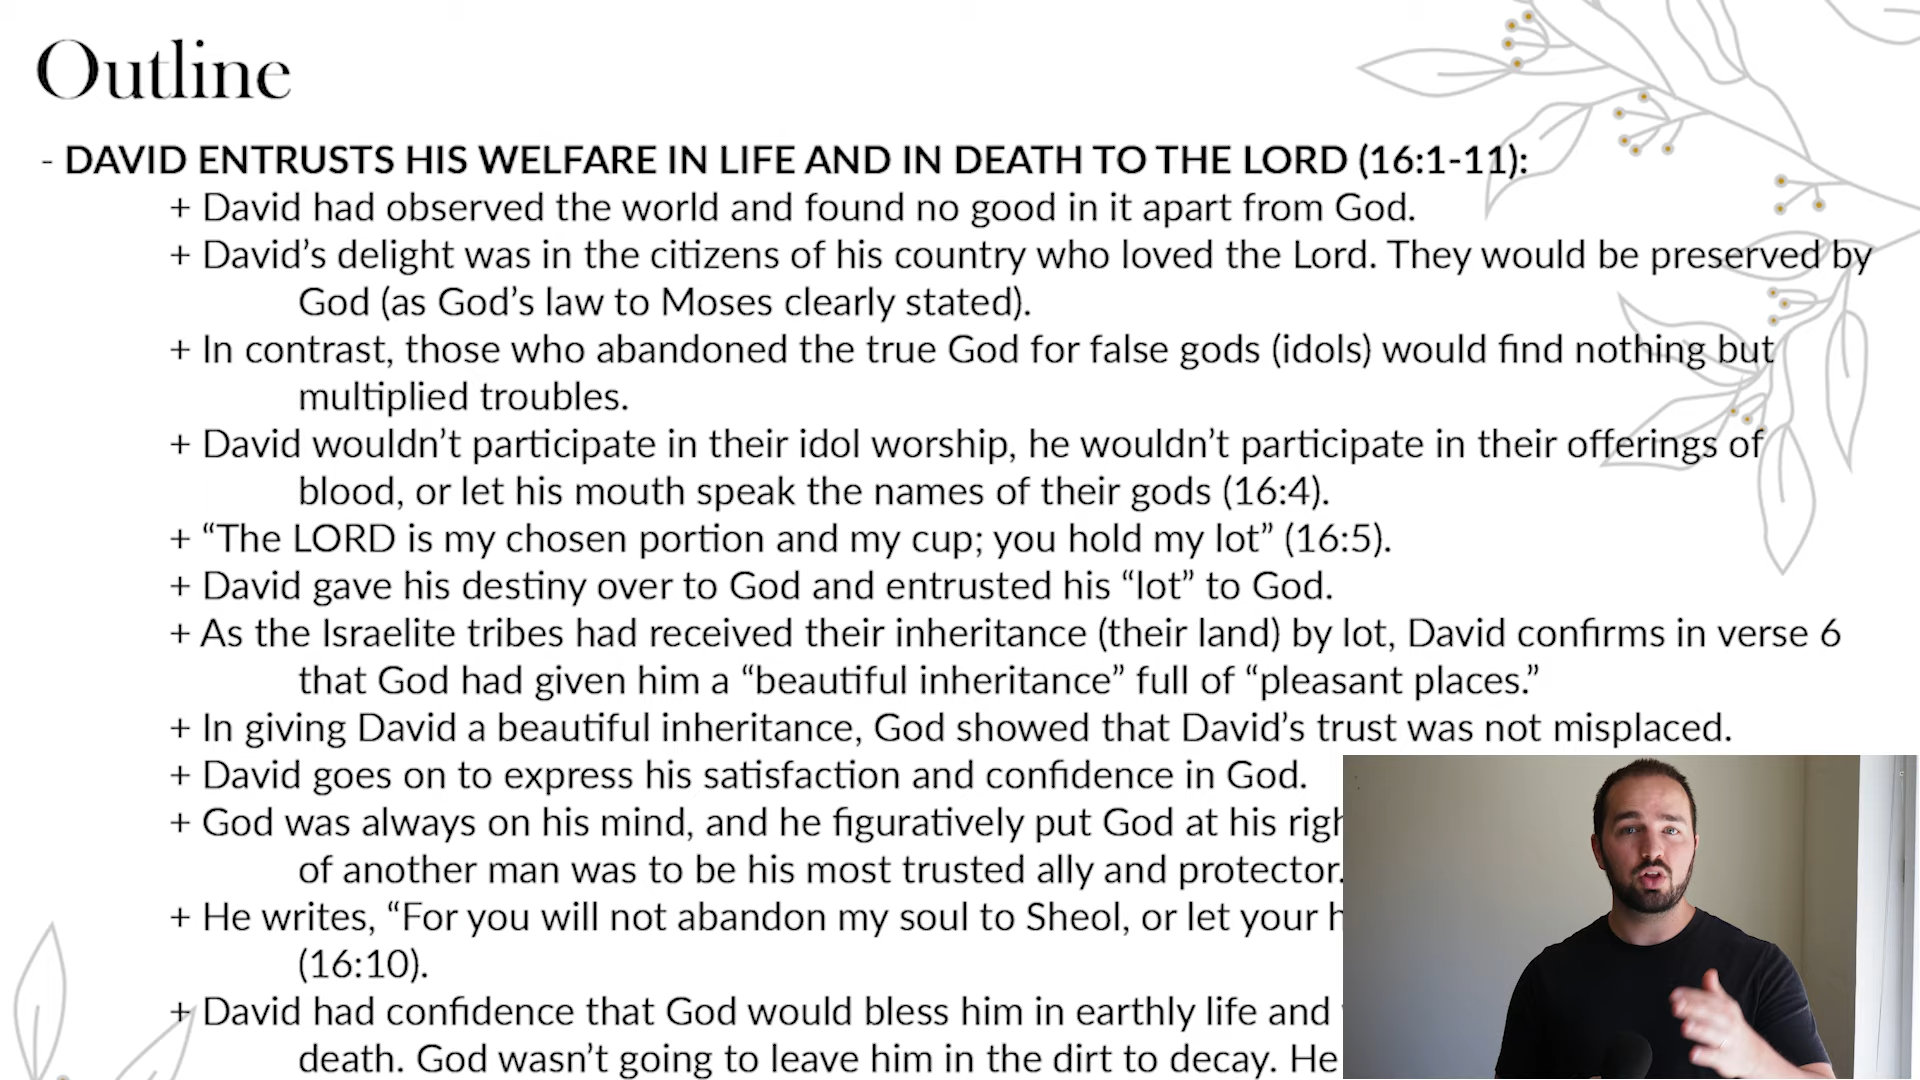 Outline
- DAVID ENTRUSTS HIS WELFARE IN LIFE AND IN DEATH TO THE LORD (16:1-11):
+ David had observed the world and found no good in it apart from God.
+ David’s delight was in the citizens of his country who loved the Lord. They would be preserved by
God (as God’s law to Moses clearly stated).
+ In contrast, those who abandoned the true God for false gods (idols) would find nothing but
multiplied troubles.
+ David wouldn’t participate in their idol worship, he wouldn’t participate in their offerings of
blood, or let his mouth speak the names of their gods (16:4).
+ “The LORD is my chosen portion and my cup; you hold my lot” (16:5).
+ David gave his destiny over to God and entrusted his “lot” to God.
+ As the Israelite tribes had received their inheritance (their land) by lot, David confirms in verse 6
that God had given him a “beautiful inheritance” full of “pleasant places.”
+ In giving David a beautiful inheritance, God showed that David’s trust was not misplaced.
+ David goes on to express his satisfaction and confidence in God.
+ God was always on his mind, and he figuratively put God at his
of another man was to be his most trusted ally and protector.
+ He writes, “For you will not abandon my soul to Sheol, or let your
(16:10).
+ David had confidence that God would bless him in earthly life and
death. God wasn’t going to leave him in the dirt to decay. He